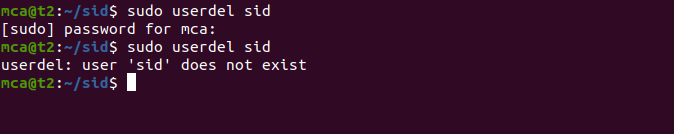 mca@t2:~/sid$ sudo userdel sid
[sudo] password for mca:
mca@t2:~/sid$ sudo userdel sid
userdel: user 'sid' does not exist
mca@t2:~/sid$